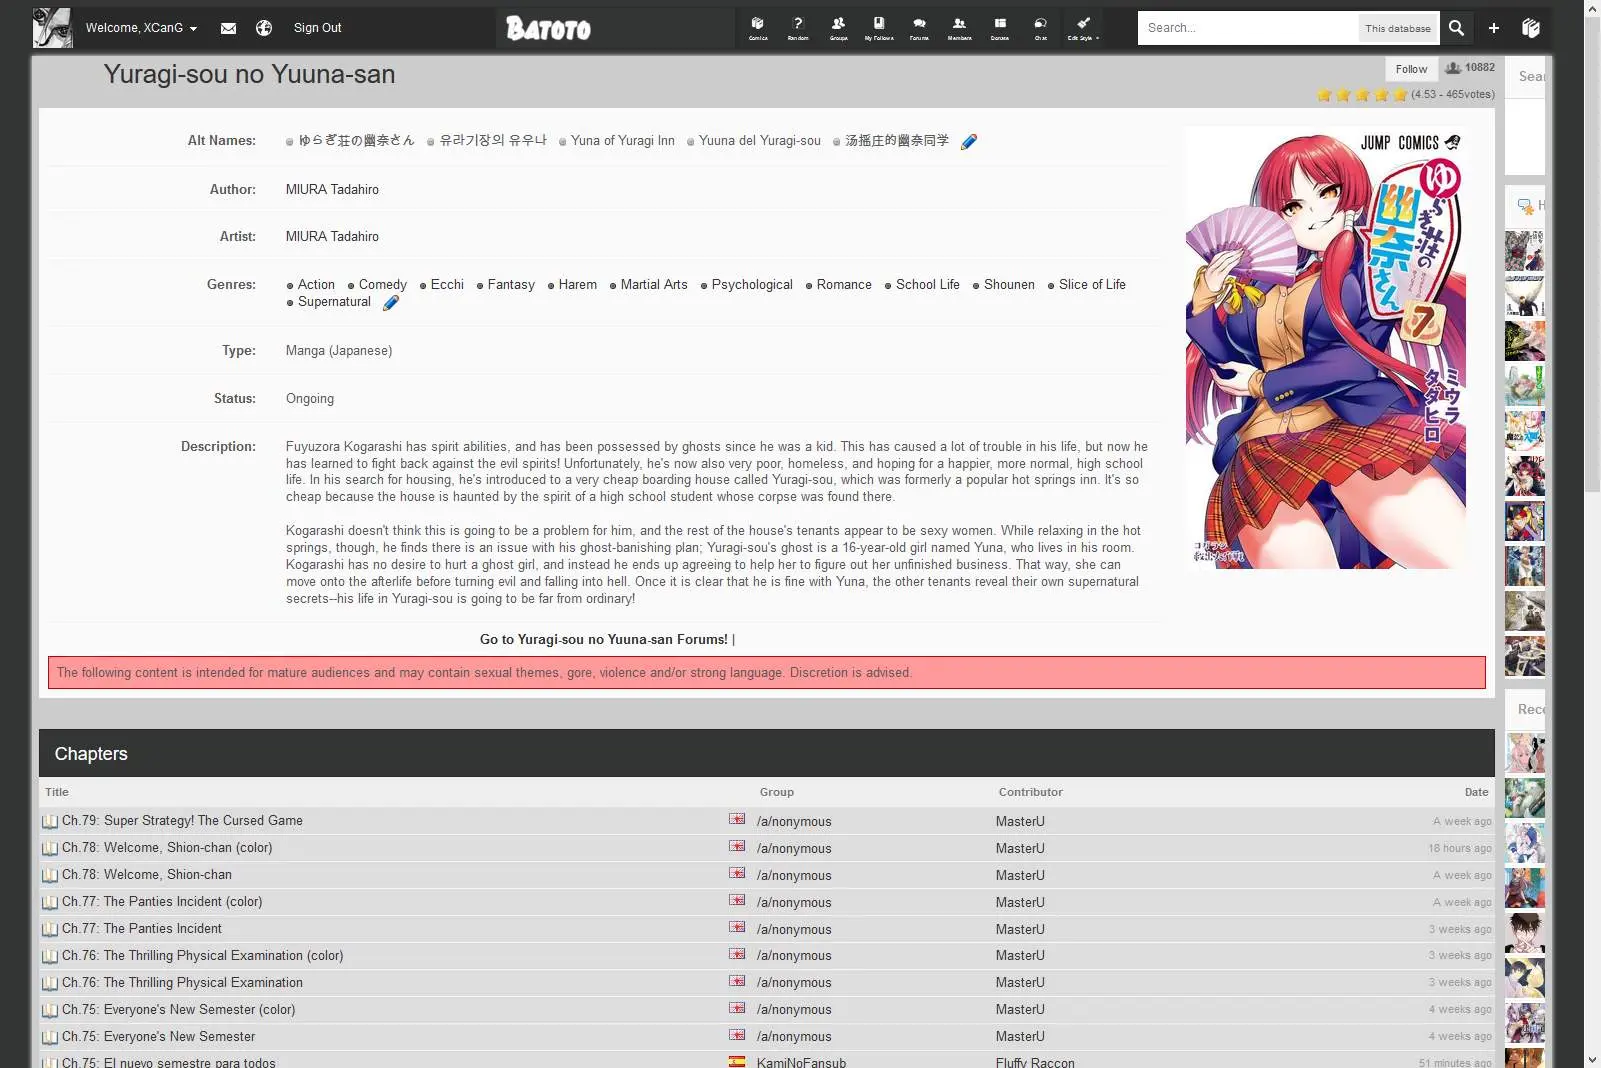 Welcome, XCanG
Sign Out
BATOTO
Comics
Random
Groups
My Follows
Forums
Members
Donate
Chat
Edit Style
Search...
This database
Yuragi-sou no Yuuna-san
Follow
10882
(4.53 - 465votes)
Sear
Alt Names: ゆらぎ荘の幽奈さん 유라기장의 유우나 Yuna of Yuragi Inn Yuuna del Yuragi-sou 汤摇庄的幽奈同学
Author: MIURA Tadahiro
Artist: MIURA Tadahiro
Genres: Action Comedy Ecchi Fantasy Harem Martial Arts Psychological Romance School Life Shounen Slice of Life
Supernatural
Type: Manga (Japanese)
Status: Ongoing
Description: Fuyuzora Kogarashi has spirit abilities, and has been possessed by ghosts since he was a kid. This has caused a lot of trouble in his life, but now he
has learned to fight back against the evil spirits! Unfortunately, he's now also very poor, homeless, and hoping for a happier, more normal, high school
life. In his search for housing, he's introduced to a very cheap boarding house called Yuragi-sou, which was formerly a popular hot springs inn. It's so
cheap because the house is haunted by the spirit of a high school student whose corpse was found there.
Kogarashi doesn't think this is going to be a problem for him, and the rest of the house's tenants appear to be sexy women. While relaxing in the hot
springs, though, he finds there is an issue with his ghost-banishing plan; Yuragi-sou's ghost is a 16-year-old girl named Yuna, who lives in his room.
Kogarashi has no desire to hurt a ghost girl, and instead he ends up agreeing to help her to figure out her unfinished business. That way, she can
move onto the afterlife before turning evil and falling into hell. Once it is clear that he is fine with Yuna, the other tenants reveal their own supernatural
secrets--his life in Yuragi-sou is going to be far from ordinary!
JUMP COMICS
ゆらぎ荘の
幽奈さん
7
ミウラ
タダヒロ
H
Go to Yuragi-sou no Yuuna-san Forums! |
The following content is intended for mature audiences and may contain sexual themes, gore, violence and/or strong language. Discretion is advised.
Rece
Chapters
Title Group Contributor Date
Ch.79: Super Strategy! The Cursed Game /a/nonymous MasterU A week ago
Ch.78: Welcome, Shion-chan (color) /a/nonymous MasterU 18 hours ago
Ch.78: Welcome, Shion-chan /a/nonymous MasterU A week ago
Ch.77: The Panties Incident (color) /a/nonymous MasterU A week ago
Ch.77: The Panties Incident /a/nonymous MasterU 3 weeks ago
Ch.76: The Thrilling Physical Examination (color) /a/nonymous MasterU 3 weeks ago
Ch.76: The Thrilling Physical Examination /a/nonymous MasterU 3 weeks ago
Ch.75: Everyone's New Semester (color) /a/nonymous MasterU 4 weeks ago
Ch.75: Everyone's New Semester /a/nonymous MasterU 4 weeks ago
Ch.75: El nuevo semestre para todos KamiNoFansub Fluffy Raccon 51 minutes ago